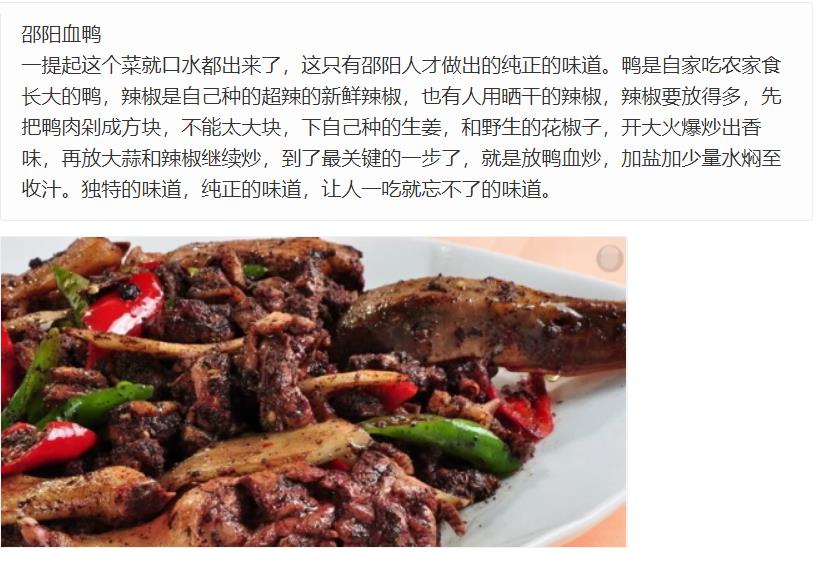 邵阳血鸭
一提起这个菜就口水都出来了，这只有邵阳人才做出的纯正的味道。鸭是自家吃农家食
长大的鸭，辣椒是自己种的超辣的新鲜辣椒，也有人用晒干的辣椒，辣椒要放得多，先
把鸭肉剁成方块，不能太大块，下自己种的生姜，和野生的花椒子，开大火爆炒出香
味，再放大蒜和辣椒继续炒，到了最关键的一步了，就是放鸭血炒，加盐加少量水焖至
收汁。独特的味道，纯正的味道，让人一吃就忘不了的味道。